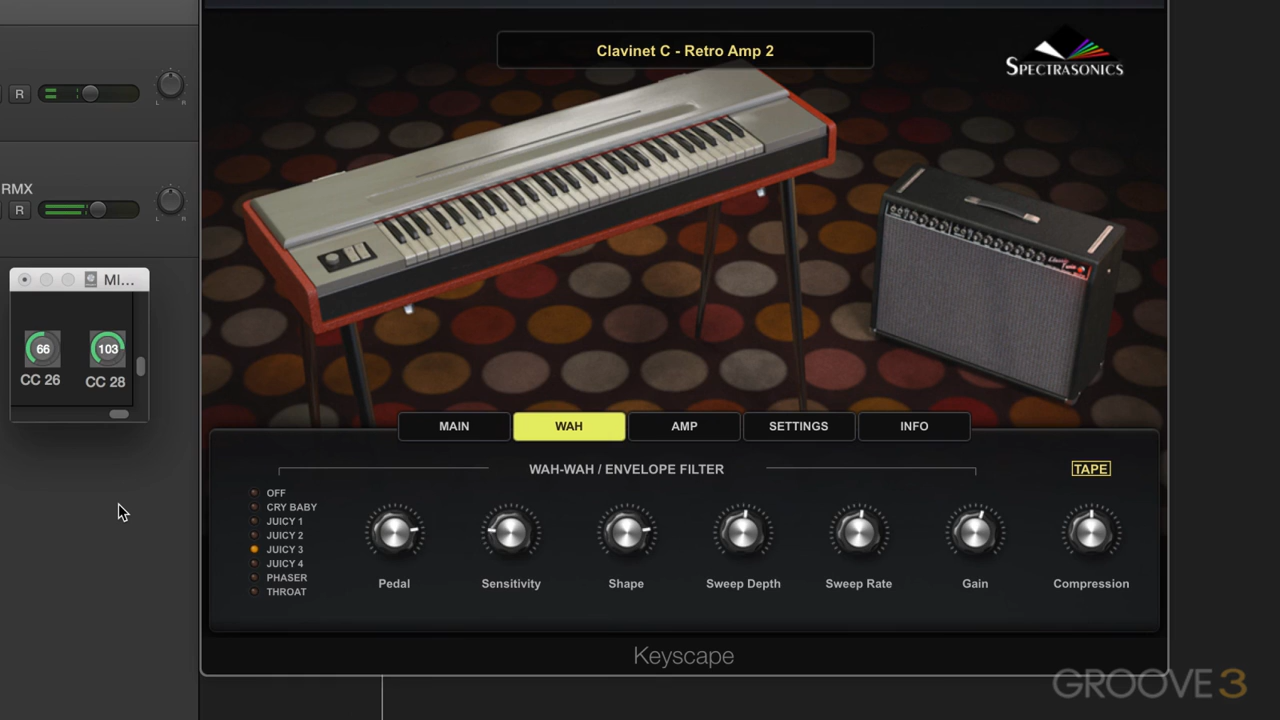 Clavinet C - Retro Amp 2
SPECTRASONICS
R
L R
RMX
R
L R
MI...
66 103
CC 26 CC 28
MAIN WAH AMP SETTINGS INFO
WAH-WAH / ENVELOPE FILTER
TAPE
OFF
CRY BABY
JUICY 1
JUICY 2
JUICY 3
JUICY 4
PHASER
THROAT
Pedal Sensitivity Shape Sweep Depth Sweep Rate Gain Compression
Keyscape
GROOVE3